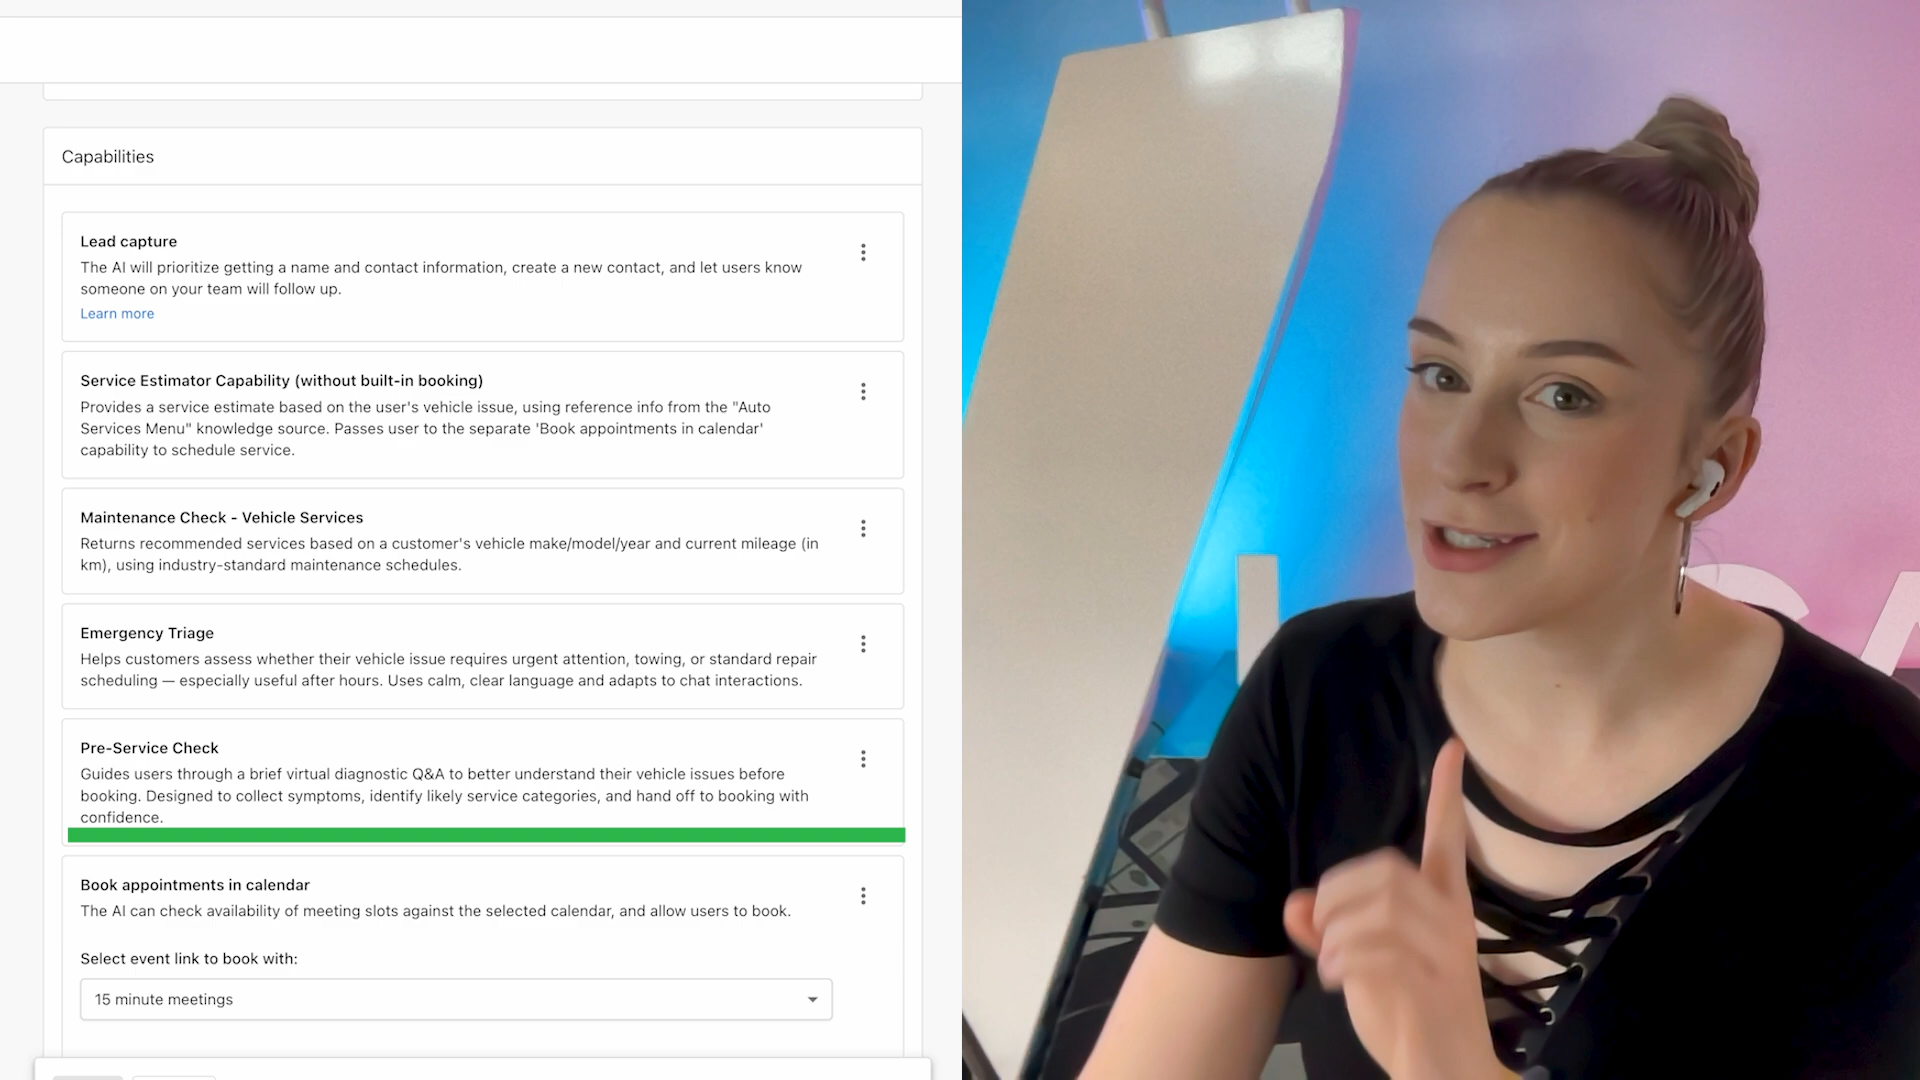 Capabilities
Lead capture
The AI will prioritize getting a name and contact information, create a new contact, and let users know
someone on your team will follow up.
Learn more
Service Estimator Capability (without built-in booking)
Provides a service estimate based on the user's vehicle issue, using reference info from the "Auto
Services Menu" knowledge source. Passes user to the separate 'Book appointments in calendar'
capability to schedule service.
Maintenance Check - Vehicle Services
Returns recommended services based on a customer's vehicle make/model/year and current mileage (in
km), using industry-standard maintenance schedules.
Emergency Triage
Helps customers assess whether their vehicle issue requires urgent attention, towing, or standard repair
scheduling — especially useful after hours. Uses calm, clear language and adapts to chat interactions.
Pre-Service Check
Guides users through a brief virtual diagnostic Q&A to better understand their vehicle issues before
booking. Designed to collect symptoms, identify likely service categories, and hand off to booking with
confidence.
Book appointments in calendar
The AI can check availability of meeting slots against the selected calendar, and allow users to book.
Select event link to book with:
15 minute meetings